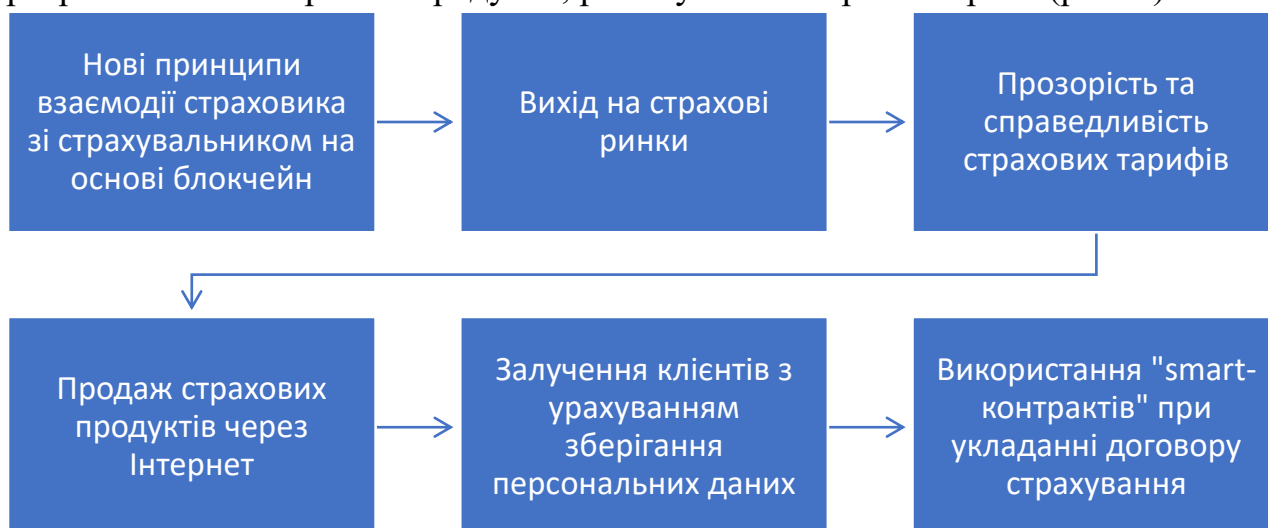 Нові принципи
взаємодії страховика
зі страхувальником на
основі блокчейн
Вихід на страхові
ринки
Прозорість та
справедливість
страхових тарифів
Продаж страхових
продуктів через
Інтернет
Залучення клієнтів з
урахуванням
зберігання
персональних даних
Використання "smart-
контрактів" при
укладанні договору
страхування